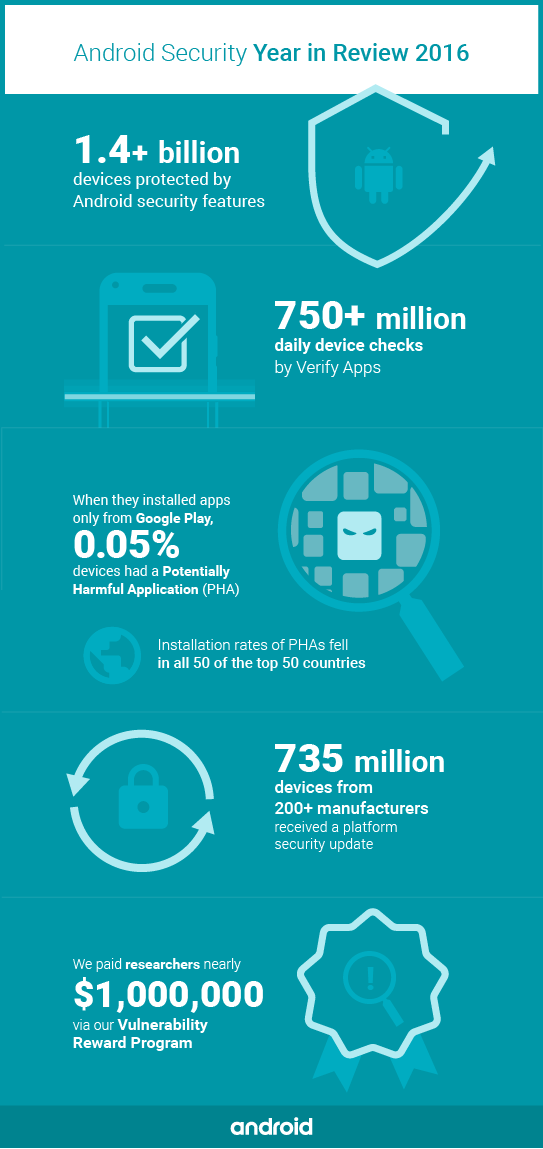 Android Security Year in Review 2016
1.4+ billion
devices protected by
Android security features
750+ million
daily device checks
by Verify Apps
When they installed apps
only from Google Play,
0.05%
devices had a Potentially
Harmful Application (PHA)
Installation rates of PHAs fell
in all 50 of the top 50 countries
735 million
devices from
200+ manufacturers
received a platform
security update
We paid researchers nearly
$1,000,000
via our Vulnerability
Reward Program
android